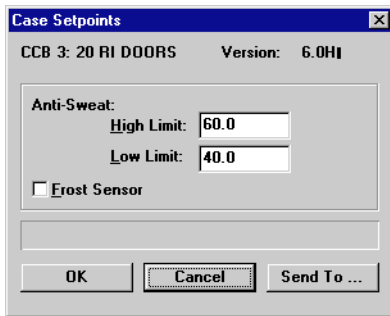 Case Setpoints
CCB 3: 20 RI DOORS Version: 6.0H
Anti-Sweat:
High Limit: 60.0
Low Limit: 40.0
Frost Sensor
OK Cancel Send To ...